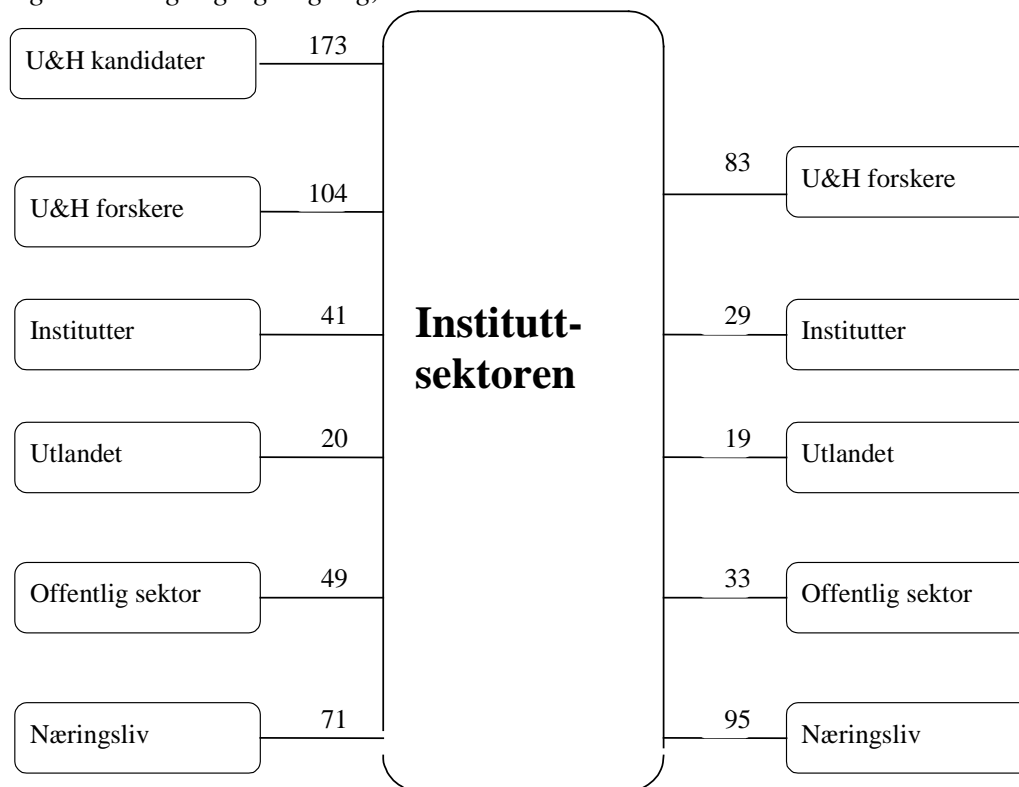 U&H kandidater 173
83
U&H forskere
U&H forskere 104
Institutter 41
Institutt-
sektoren
29 Institutter
Utlandet 20
19 Utlandet
Offentlig sektor 49
33 Offentlig sektor
Næringsliv 71
95 Næringsliv